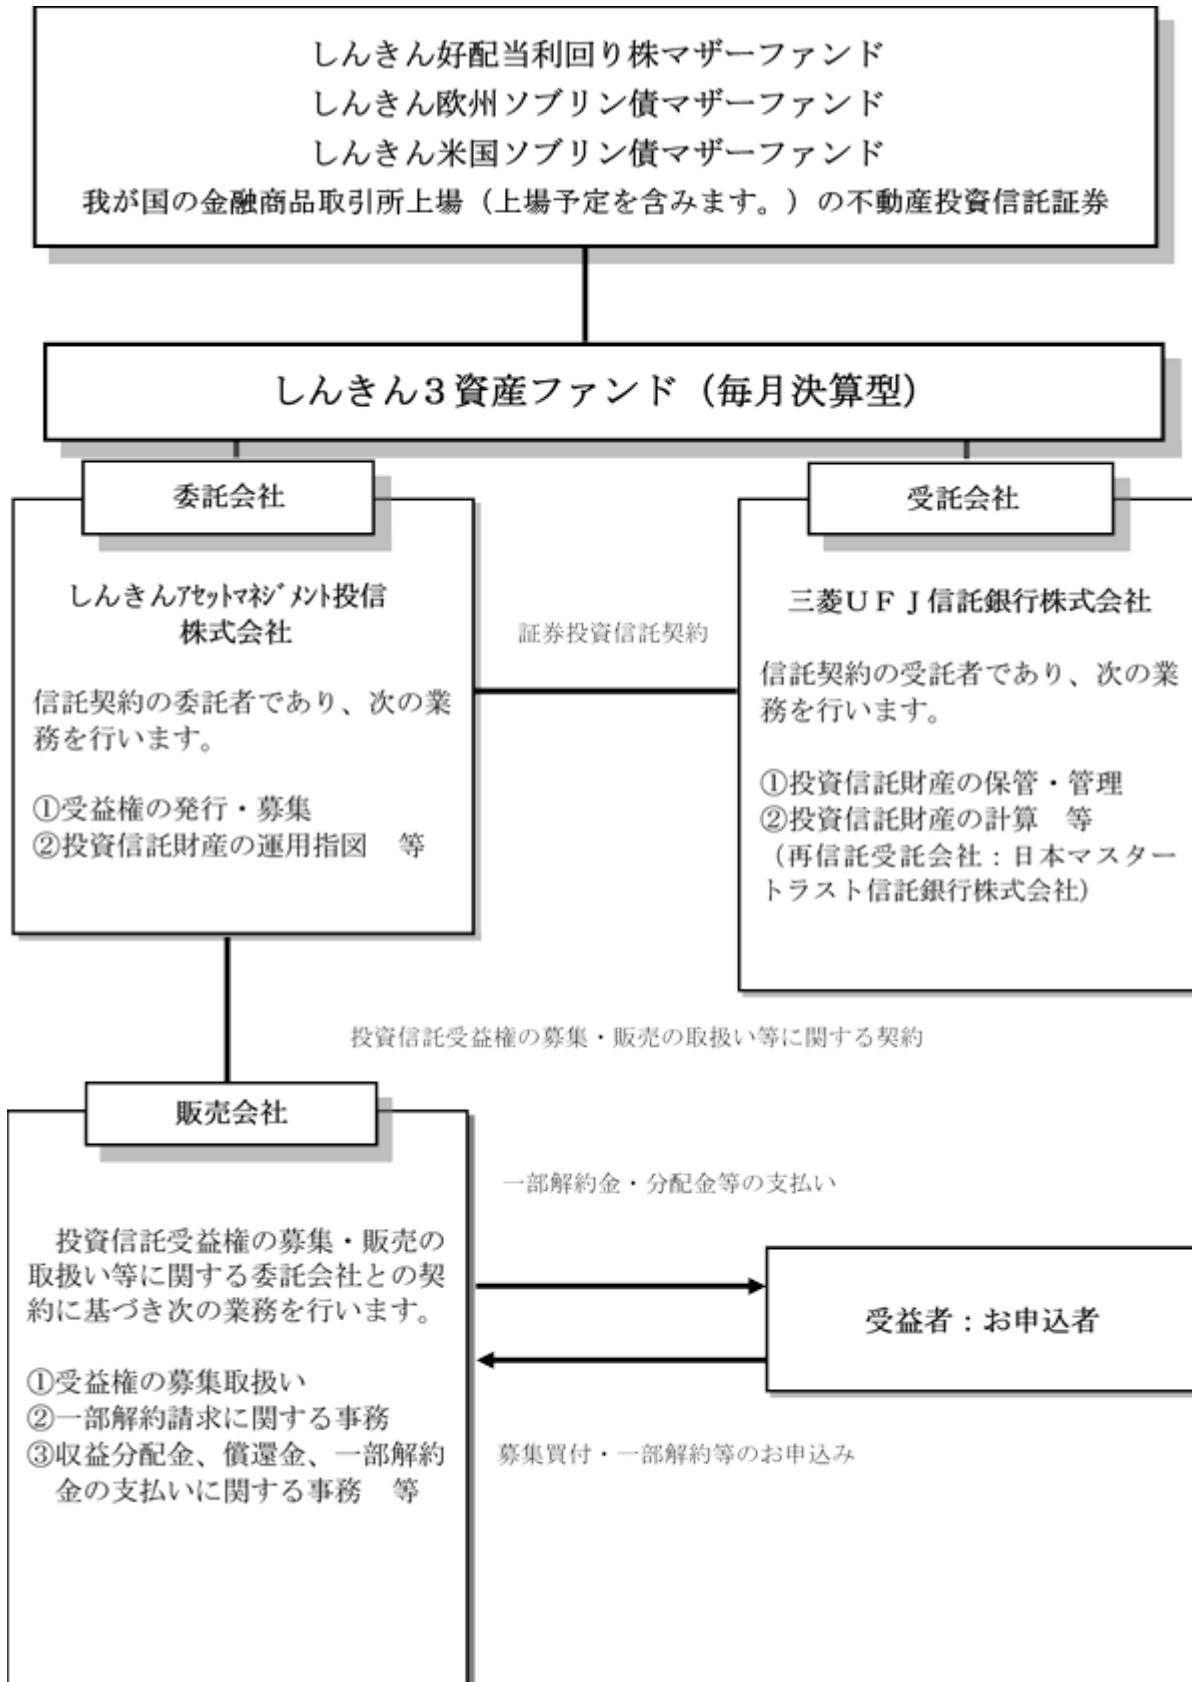 しんきん好配当利回り株マザーファンド
しんきん欧州ソブリン債マザーファンド
しんきん米国ソブリン債マザーファンド
我が国の金融商品取引所上場（上場予定を含みます。）の不動産投資信託証券
しんきん３資産ファンド（毎月決算型）
委託会社
しんきんｱｾｯﾄﾏﾈｼﾞﾒﾝﾄ投信
株式会社
信託契約の委託者であり、次の業
務を行います。
①受益権の発行・募集
②投資信託財産の運用指図　等
証券投資信託契約
受託会社
三菱ＵＦＪ信託銀行株式会社
信託契約の受託者であり、次の業
務を行います。
①投資信託財産の保管・管理
②投資信託財産の計算　等
（再信託受託会社：日本マスター
トラスト信託銀行株式会社）
投資信託受益権の募集・販売の取扱い等に関する契約
販売会社
投資信託受益権の募集・販売の
取扱い等に関する委託会社との契
約に基づき次の業務を行います。
①受益権の募集取扱い
②一部解約請求に関する事務
③収益分配金、償還金、一部解約
金の支払いに関する事務　等
一部解約金・分配金等の支払い
受益者：お申込者
募集買付・一部解約等のお申込み